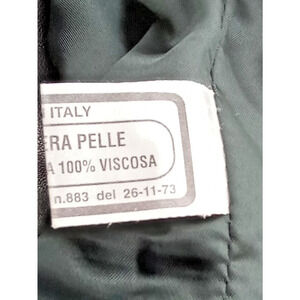 ITALY
ERA PELLE
A 100% VISCOSA
n.883 del 26-11-73